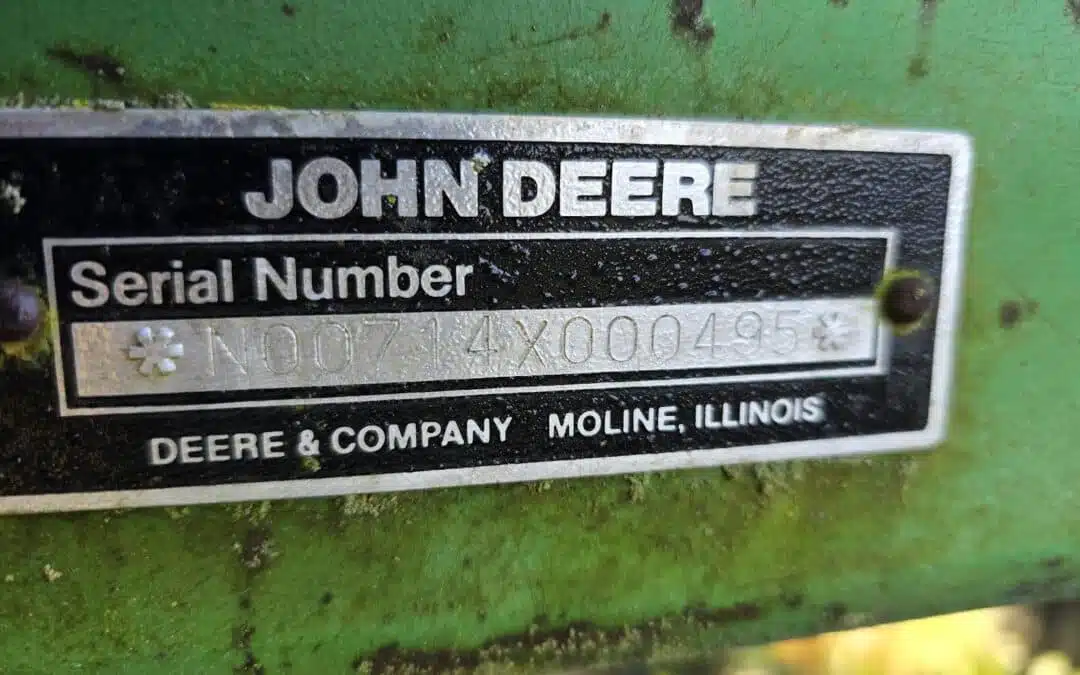 JOHN DEERE
Serial Number
*N00714X000495*
DEERE & COMPANY MOLINE, ILLINOIS